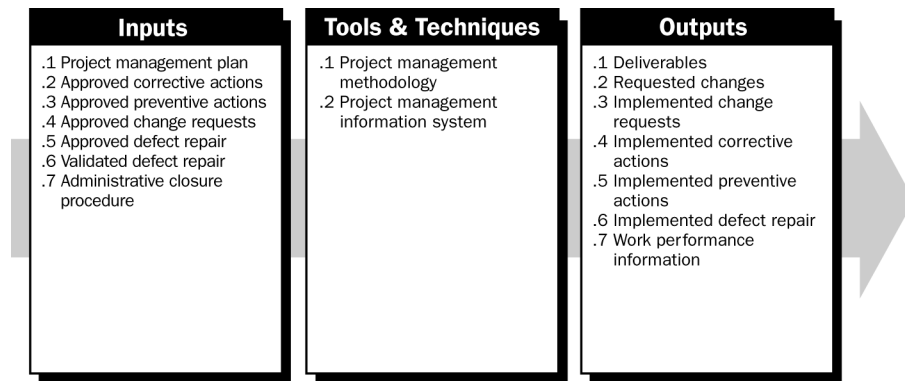 Inputs
.1 Project management plan
.2 Approved corrective actions
.3 Approved preventive actions
.4 Approved change requests
.5 Approved defect repair
.6 Validated defect repair
.7 Administrative closure
procedure
Tools & Techniques
.1 Project management
methodology
.2 Project management
information system
Outputs
.1 Deliverables
.2 Requested changes
.3 Implemented change
requests
.4 Implemented corrective
actions
.5 Implemented preventive
actions
.6 Implemented defect repair
.7 Work performance
information